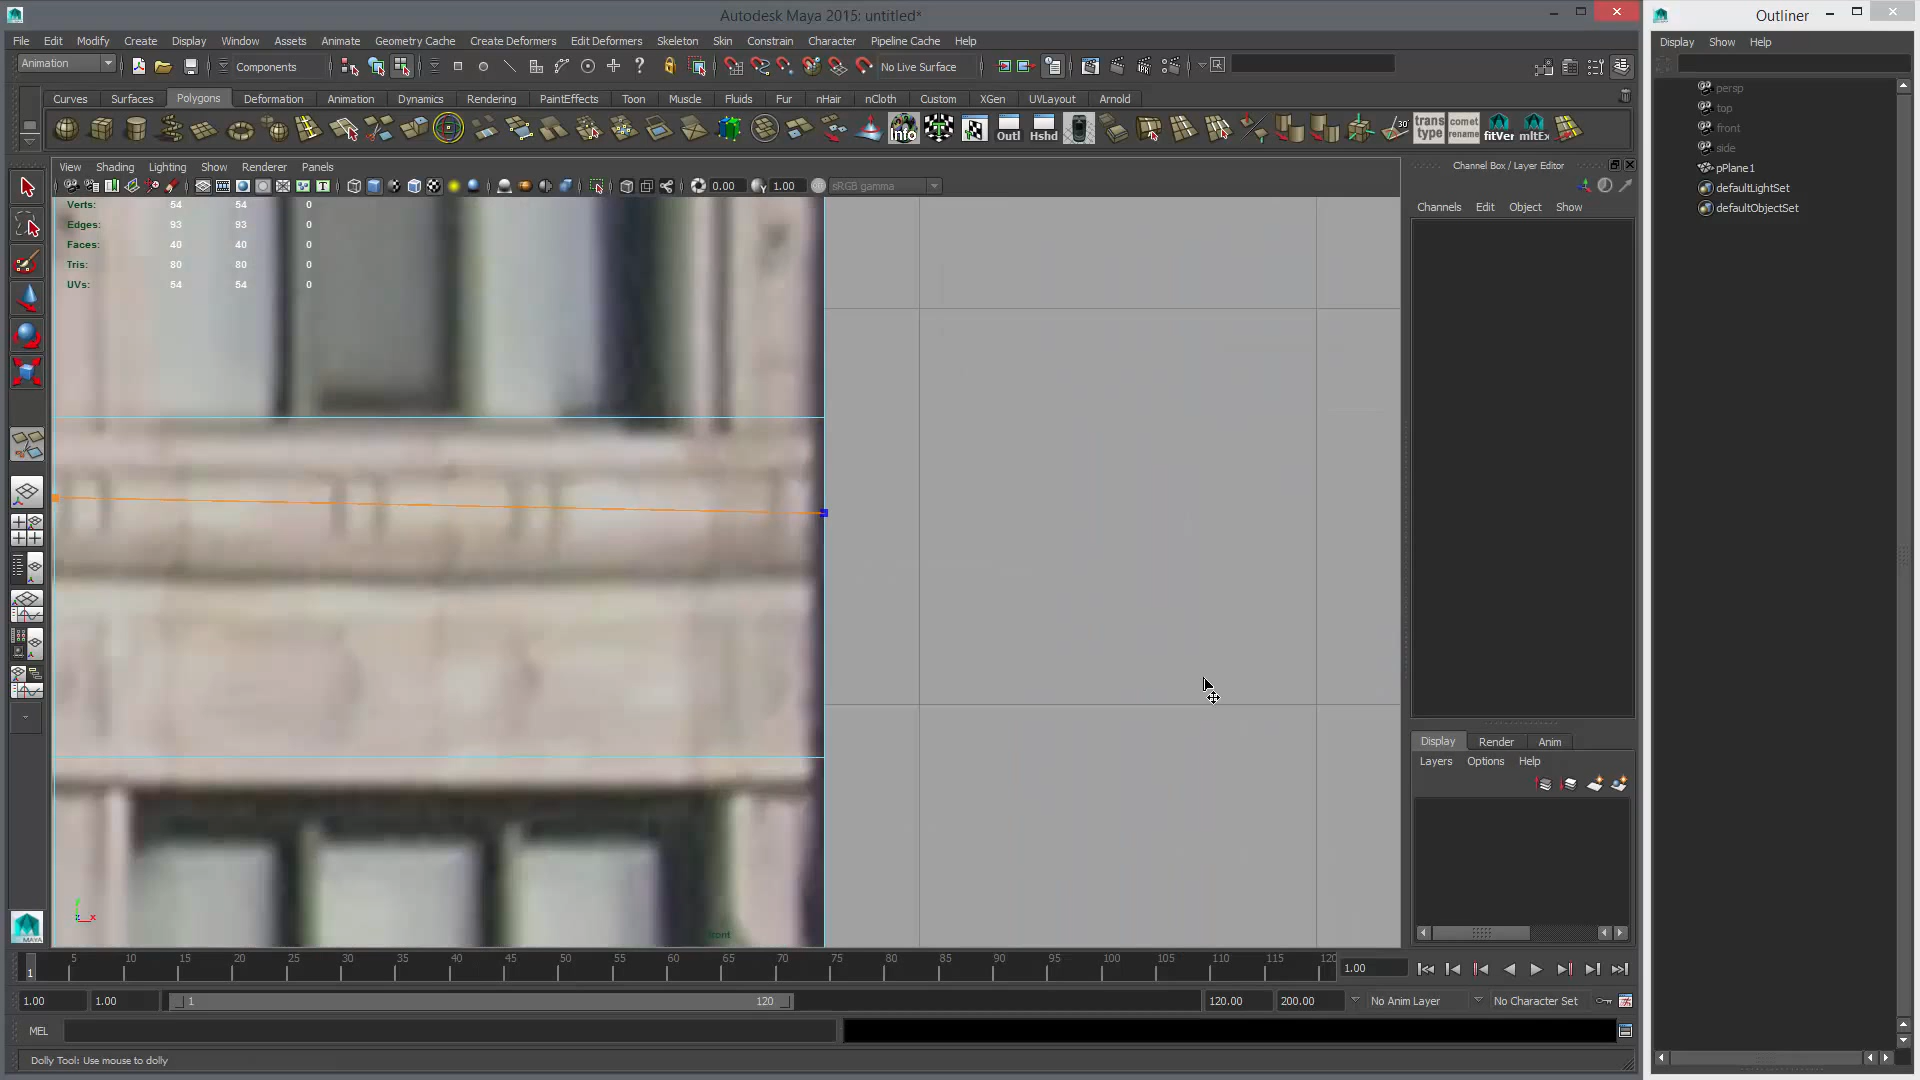 Autodesk Maya 2015: untitled*
Outliner
File Edit Modify Create Display Window Assets Animate Geometry Cache Create Deformers Edit Deformers Skeleton Skin Constrain Character Pipeline Cache Help
Display Show Help
Animation
Components
No Live Surface
Curves Surfaces Polygons Deformation Animation Dynamics Rendering PaintEffects Toon Muscle Fluids Fur nHair nCloth Custom XGen UVLayout Arnold
Info
Outl
Hshd
30
trans type
comet rename
fitVer
mltEx
View Shading Lighting Show Renderer Panels
0.00
1.00
sRGB gamma
Channel Box / Layer Editor
Channels Edit Object Show
persp
top
front
side
pPlane1
defaultLightSet
defaultObjectSet
Verts: 54 54 0
Edges: 93 93 0
Faces: 40 40 0
Tris: 80 80 0
UVs: 54 54 0
y
z
x
front
Display Render Anim
Layers Options Help
MAYA
1 5 10 15 20 25 30 35 40 45 50 55 60 65 70 75 80 85 90 95 100 105 110 115 120
1.00
1.00 1.00 1 120 120.00 200.00 No Anim Layer No Character Set
MEL
Dolly Tool: Use mouse to dolly